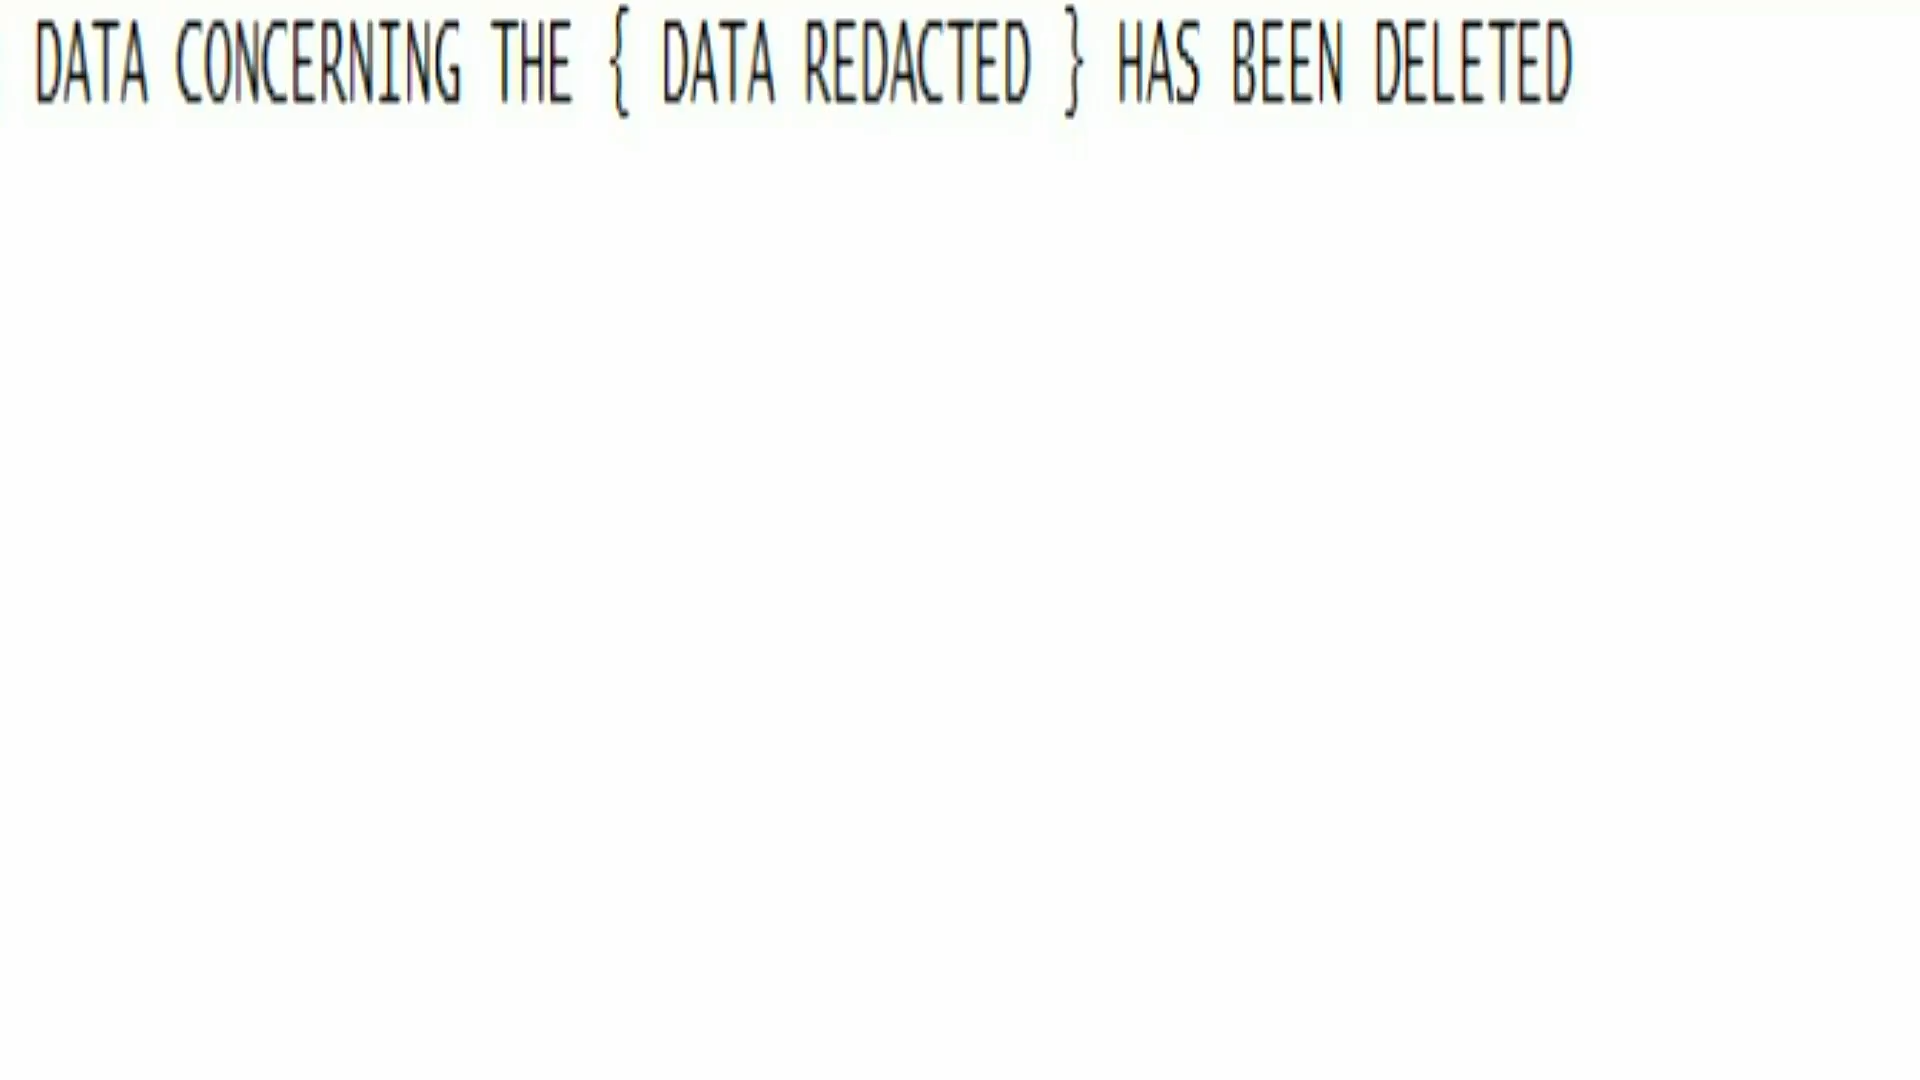 DATA CONCERNING THE { DATA REDACTED } HAS BEEN DELETED